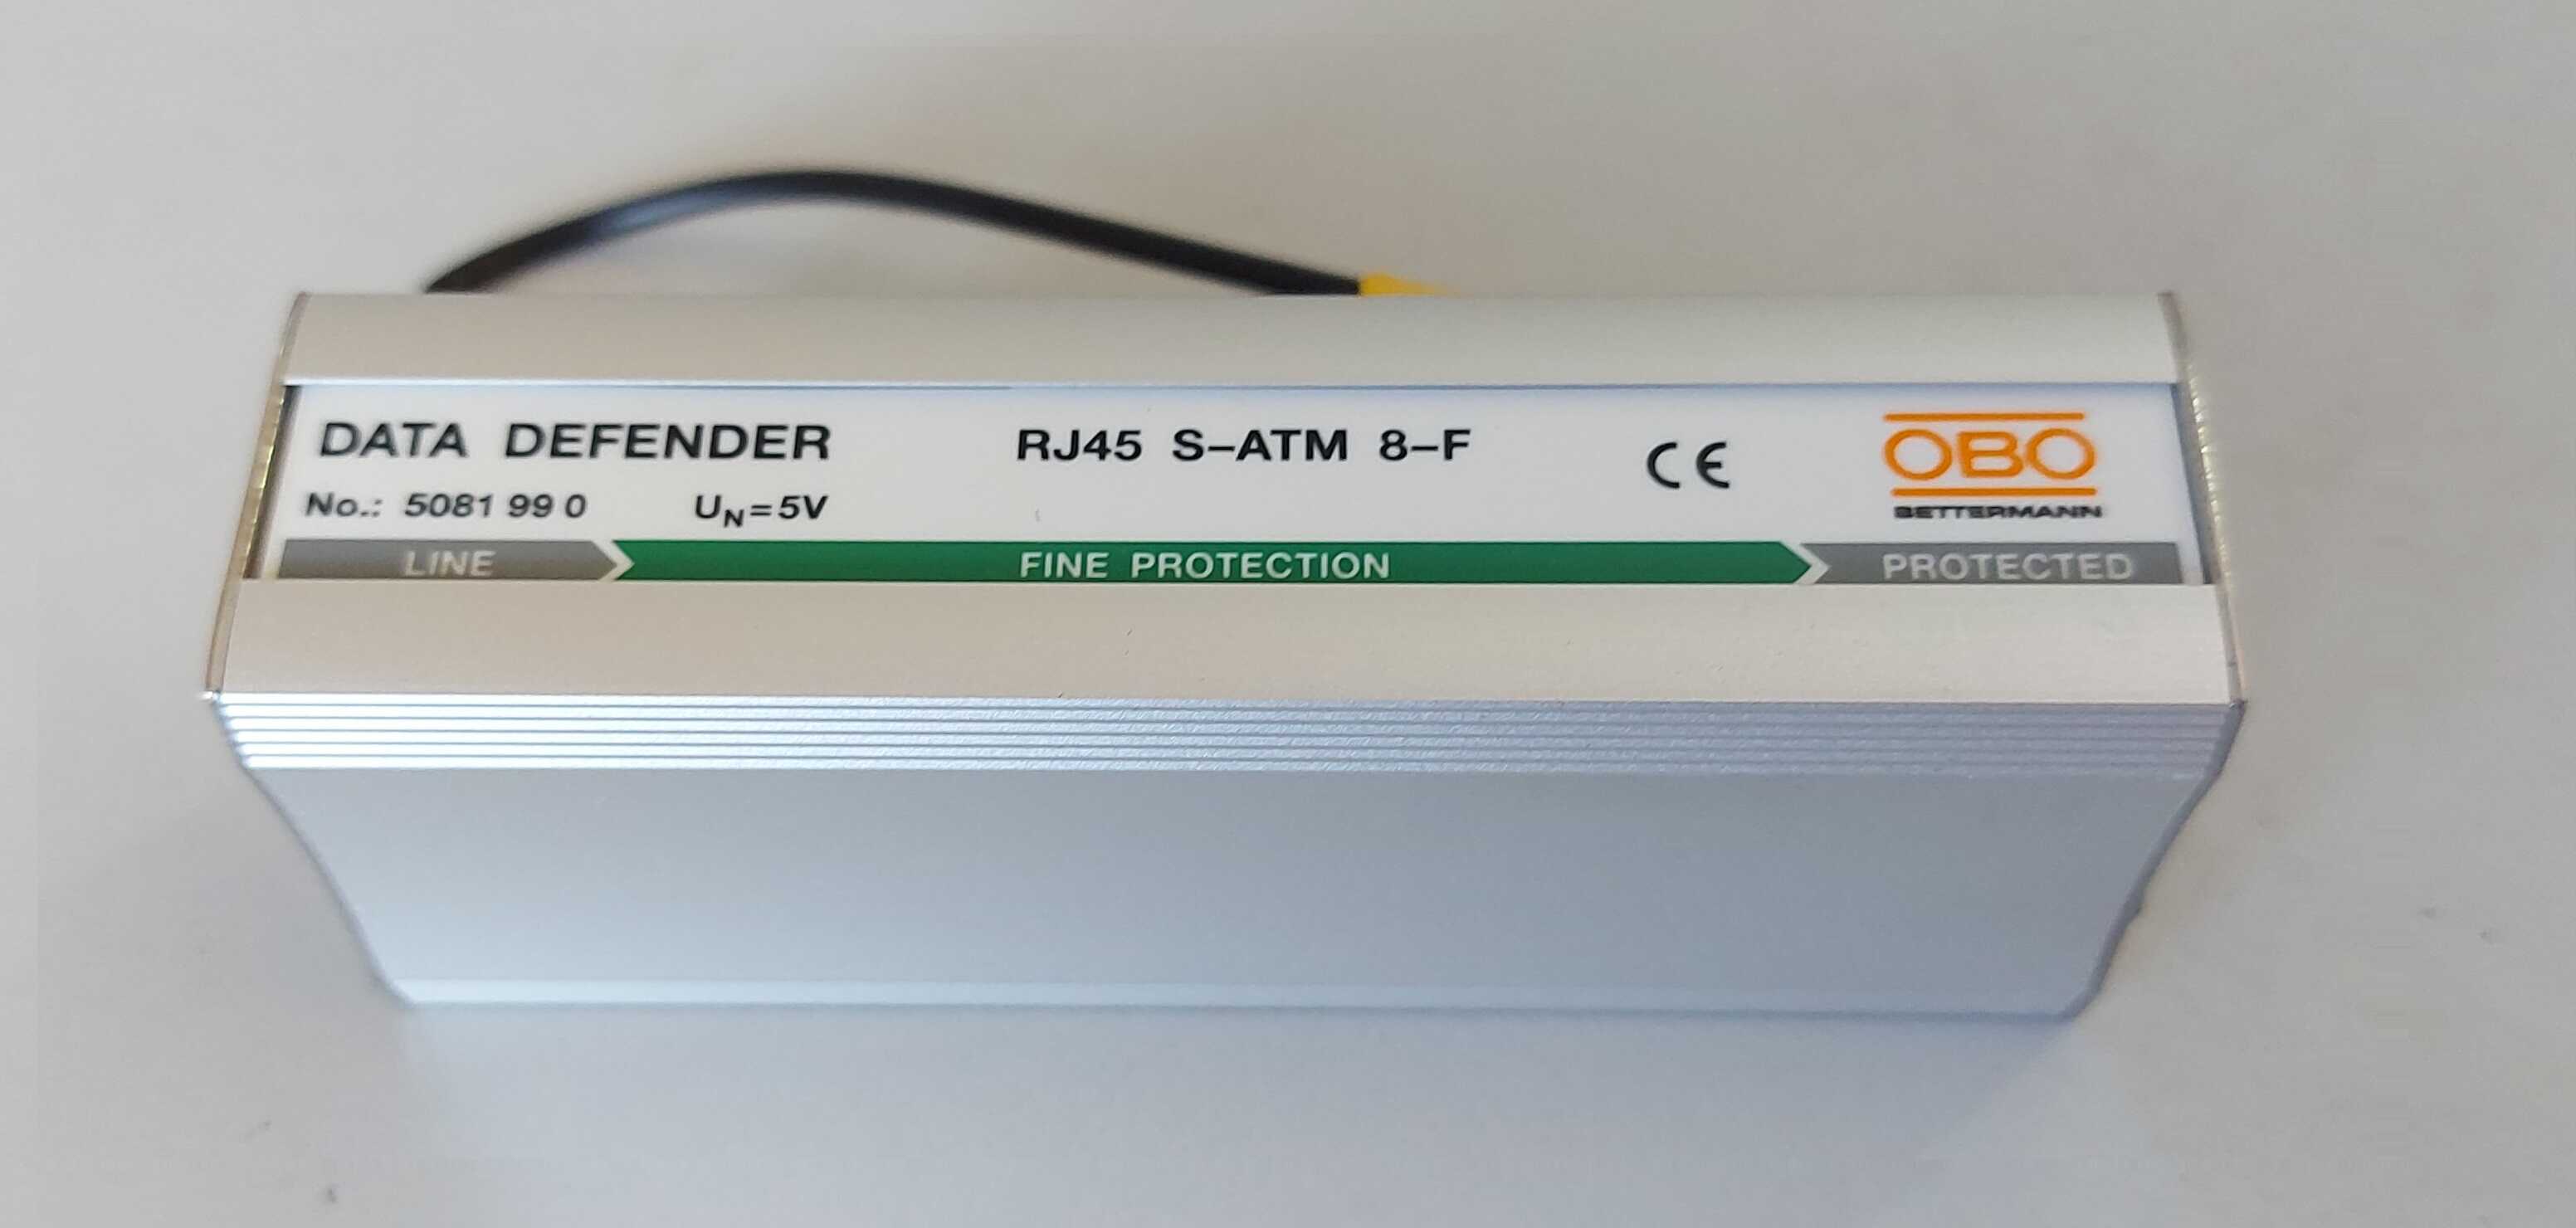 DATA DEFENDER RJ45 S-ATM 8-F CE OBO
No.: 5081 99 0 UN=5V BETTERMANN
LINE FINE PROTECTION PROTECTED